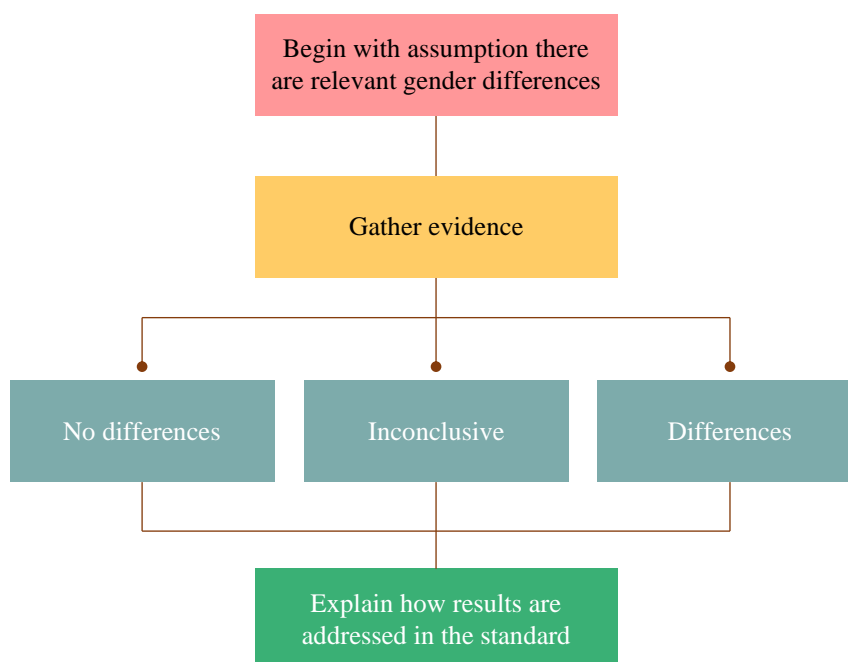 Begin with assumption there
are relevant gender differences
Gather evidence
No differences
Inconclusive
Differences
Explain how results are
addressed in the standard